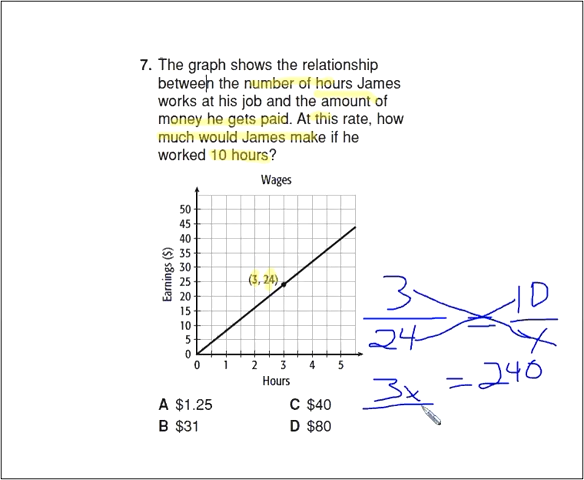 7. The graph shows the relationship
between the number of hours James
works at his job and the amount of
money he gets paid. At this rate, how
much would James make if he
worked 10 hours?
Wages
50
45
40
35
30
25
20
15
10
5
0
Earnings ($)
(3, 24)
0 1 2 3 4 5
Hours
A $1.25 C $40
B $31 D $80
3 = 10
24 x
3x = 240